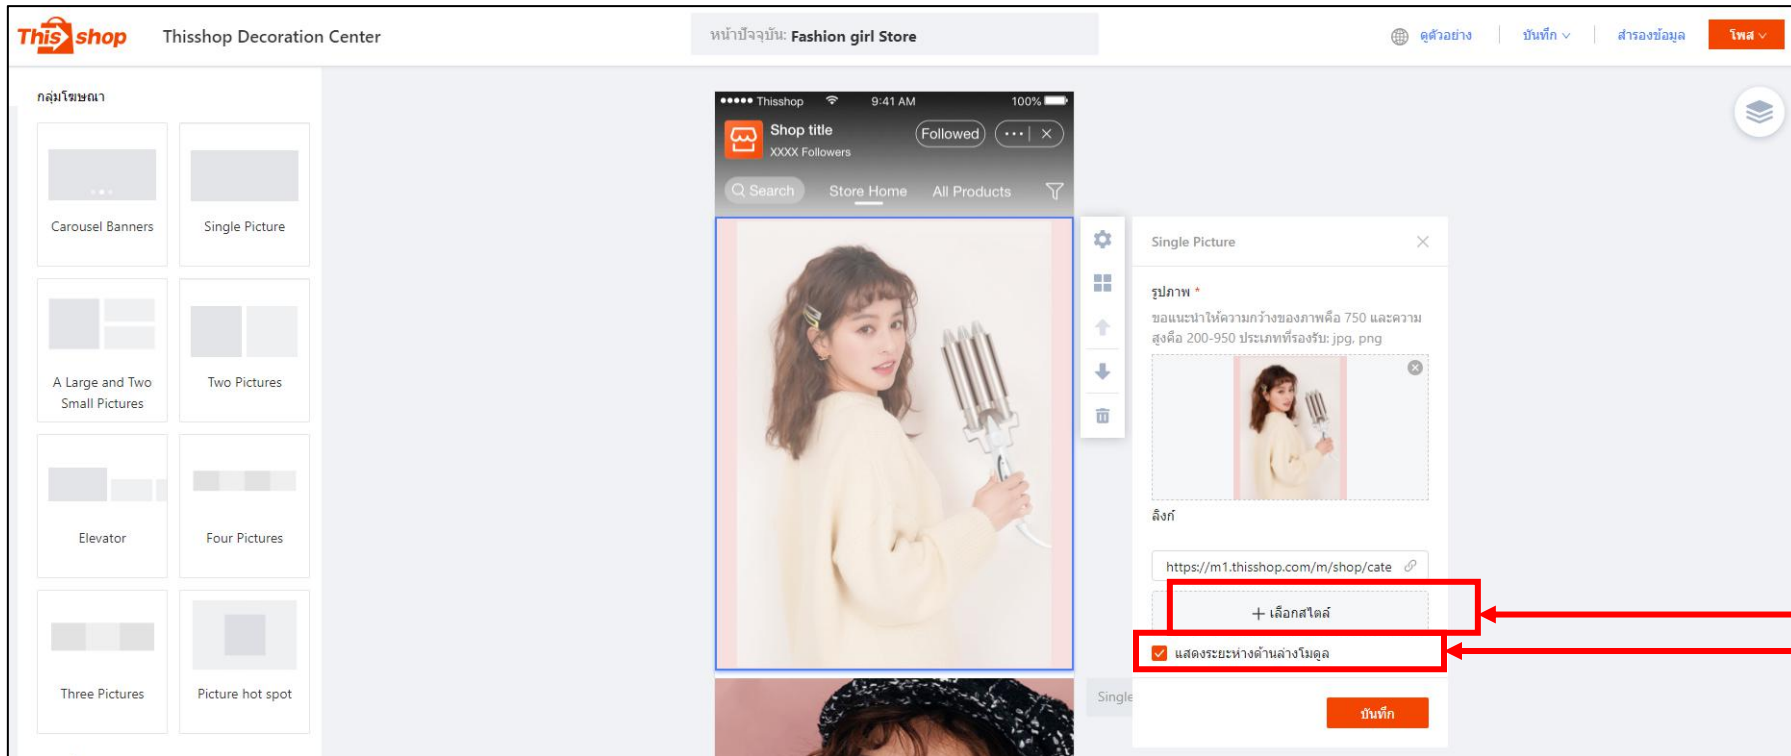 This shop
Thisshop Decoration Center
หน้าปัจจุบัน: Fashion girl Store
ดูตัวอย่าง
บันทึก
สำรองข้อมูล
โพส
กลุ่มโฆษณา
Carousel Banners
Single Picture
A Large and Two
Small Pictures
Two Pictures
Elevator
Four Pictures
Three Pictures
Picture hot spot
Thisshop
9:41 AM
100%
Shop title
XXXX Followers
Followed
Search
Store Home
All Products
Single
Single Picture
รูปภาพ *
ขอแนะนำให้ความกว้างของภาพคือ 750 และความ
สูงคือ 200-950 ประเภทที่รองรับ: jpg, png
ลิงก์
https://m1.thisshop.com/m/shop/cate
+ เลือกสไตล์
แสดงระยะห่างด้านล่างโมดูล
บันทึก